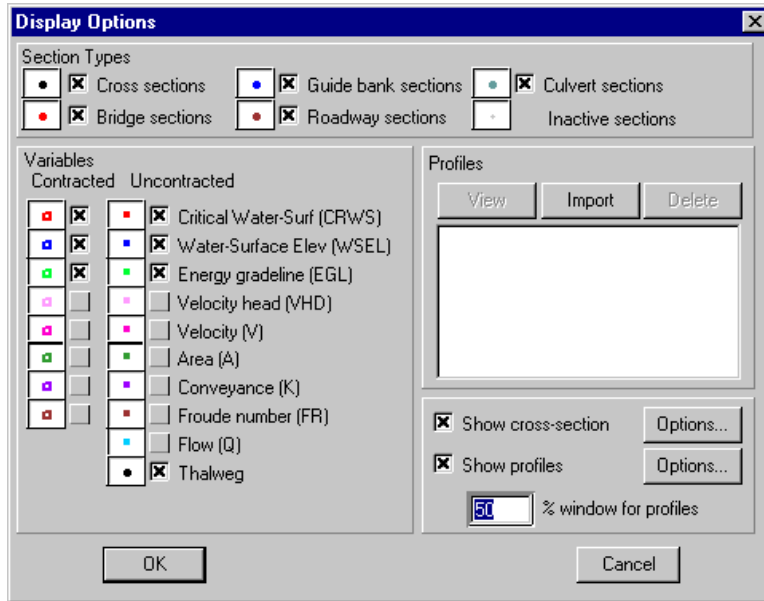 Display Options
Section Types
Cross sections Guide bank sections Culvert sections
Bridge sections Roadway sections Inactive sections
Variables
Contracted Uncontracted
Critical Water-Surf (CRWS)
Water-Surface Elev (WSEL)
Energy gradeline (EGL)
Velocity head (VHD)
Velocity (V)
Area (A)
Conveyance (K)
Froude number (FR)
Flow (Q)
Thalweg
Profiles
View Import Delete
Show cross-section Options...
Show profiles Options...
50 % window for profiles
OK Cancel